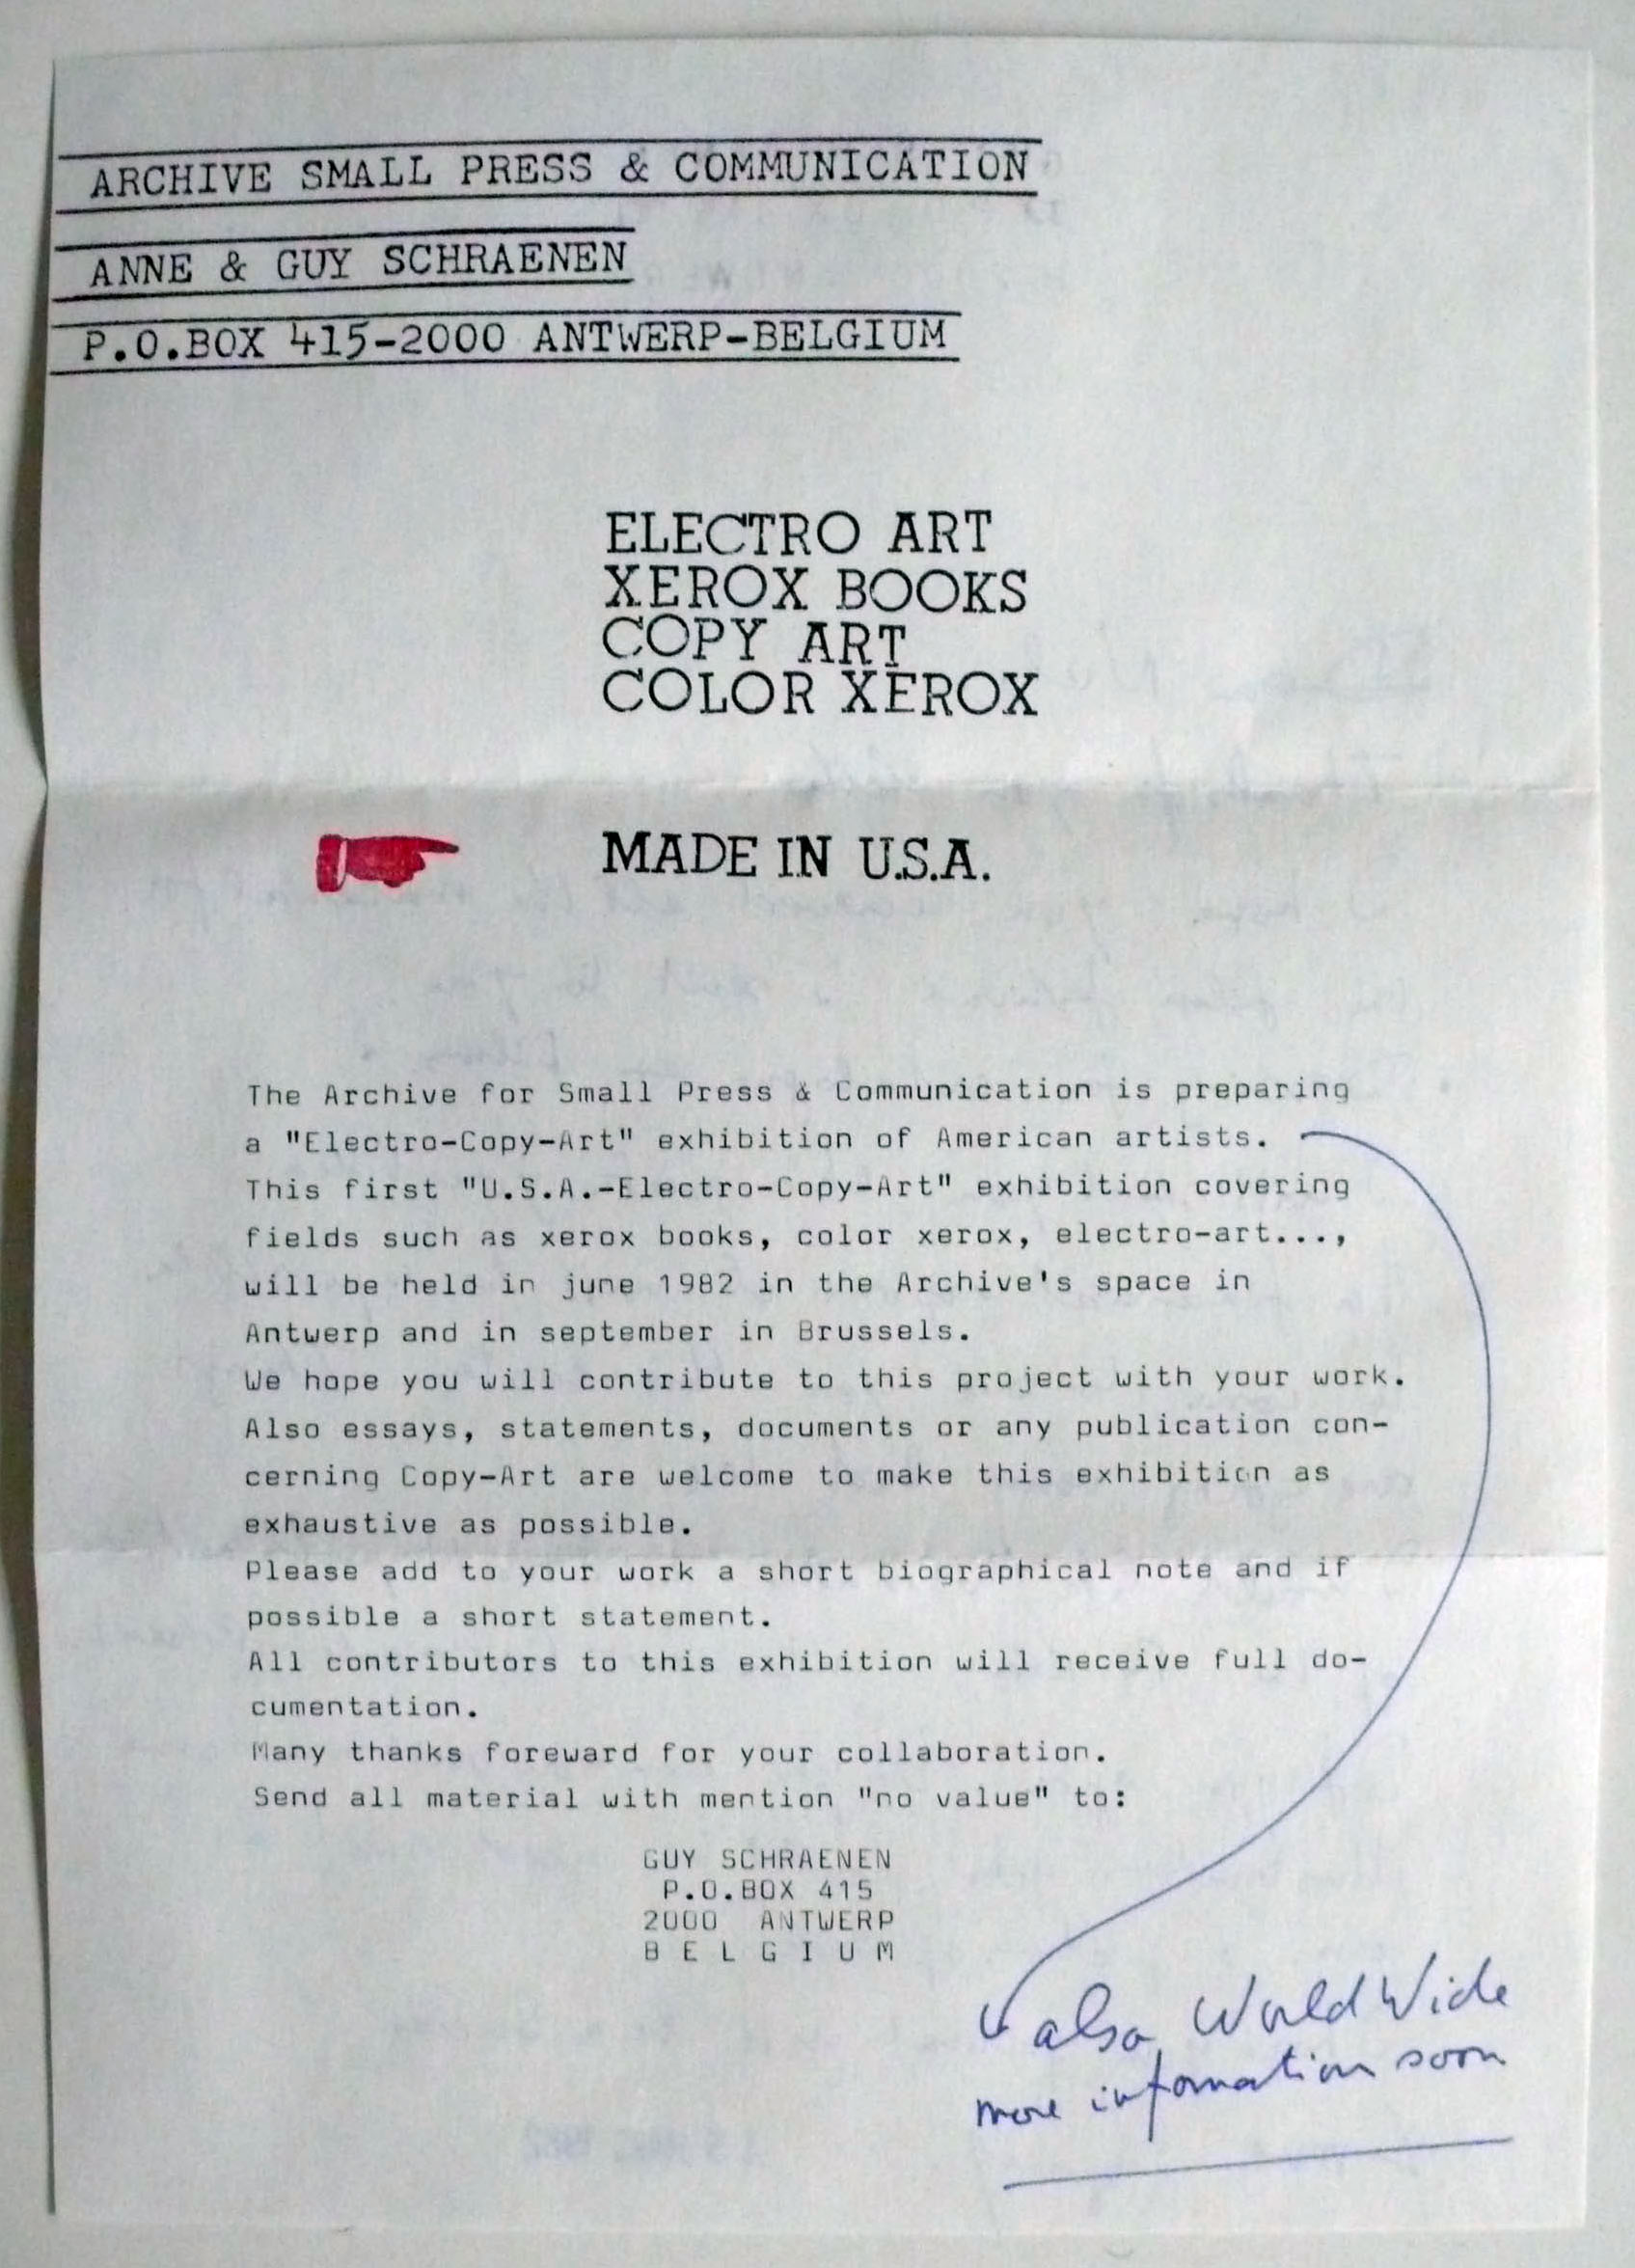 ARCHIVE SMALL PRESS & COMMUNICATION
ANNE & GUY SCHRAENEN
P.O.BOX 415-2000 ANTWERP-BELGIUM
ELECTRO ART
XEROX BOOKS
COPY ART
COLOR XEROX
MADE IN U.S.A.
The Archive for Small Press & Communication is preparing
a "Electro-Copy-Art" exhibition of American artists.
This first "U.S.A.-Electro-Copy-Art" exhibition covering
fields such as xerox books, color xerox, electro-art...,
will be held in june 1982 in the Archive's space in
Antwerp and in september in Brussels.
We hope you will contribute to this project with your work.
Also essays, statements, documents or any publication con-
cerning Copy-Art are welcome to make this exhibition as
exhaustive as possible.
Please add to your work a short biographical note and if
possible a short statement.
All contributors to this exhibition will receive full do-
cumentation.
Many thanks foreward for your collaboration.
Send all material with mention "no value" to:
GUY SCHRAENEN
P.O.BOX 415
2000 ANTWERP
BELGIUM
also World Wide
more information soon